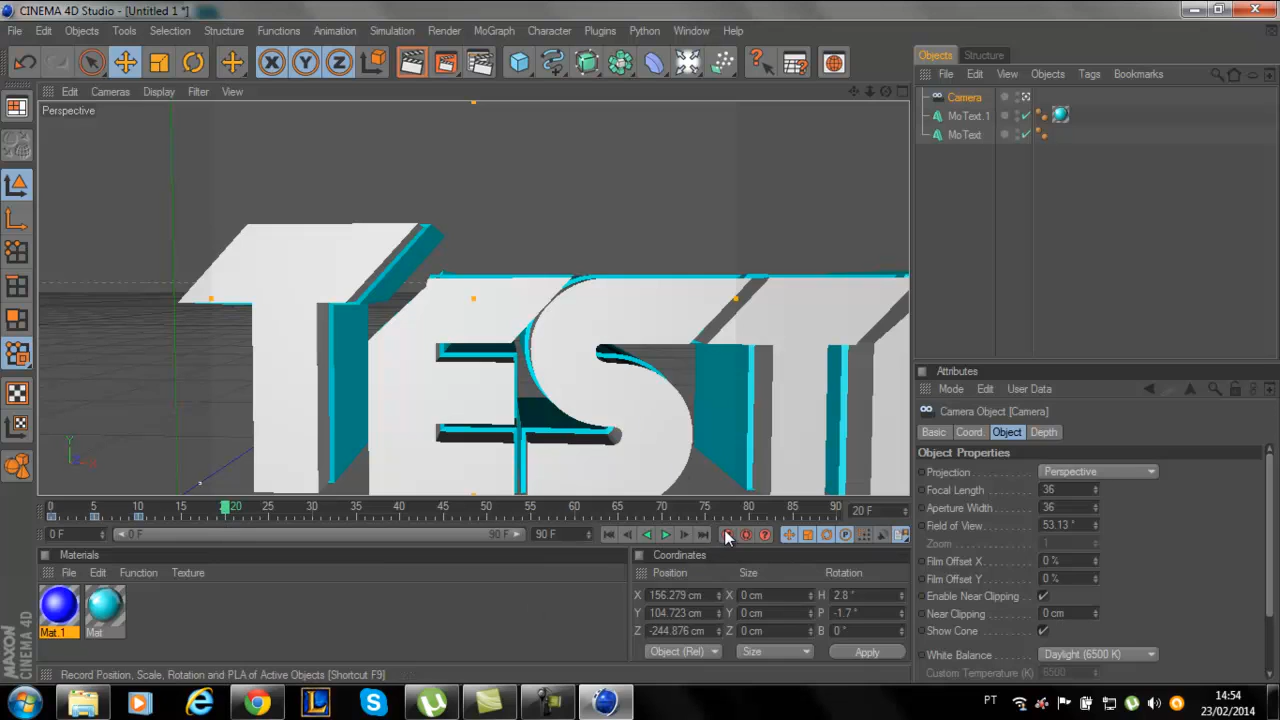 CINEMA 4D Studio - [Untitled 1 *]
File Edit Objects Tools Selection Structure Functions Animation Simulation Render MoGraph Character Plugins Python Window Help
X Y Z
Objects Structure
Edit Cameras Display Filter View
File Edit View Objects Tags Bookmarks
Perspective
Camera
MoText.1
MoText
TEST
Y
X
Attributes
Mode Edit User Data
Camera Object [Camera]
Basic Coord. Object Depth
Object Properties
Projection Perspective
Focal Length 36
Aperture Width 36
Field of View 53.13 °
Zoom 1
Film Offset X 0 %
Film Offset Y 0 %
Enable Near Clipping
Near Clipping 0 cm
Show Cone
White Balance Daylight (6500 K)
Custom Temperature (K) 6500
0 5 10 15 20 25 30 35 40 45 50 55 60 65 70 75 80 85 90 20 F
0 F 0 F 90 F 90 F
Materials
File Edit Function Texture
Mat.1 Mat
Coordinates
Position Size Rotation
X 156.279 cm X 0 cm H 2.8 °
Y 104.723 cm Y 0 cm P -1.7 °
Z -244.876 cm Z 0 cm B 0 °
Object (Rel) Size Apply
MAXON CINEMA 4D
Record Position, Scale, Rotation and PLA of Active Objects [Shortcut F9]
PT 14:54
23/02/2014